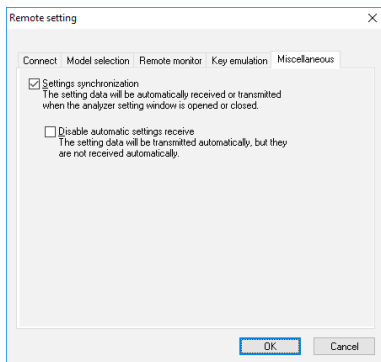 Remote setting
Connect Model selection Remote monitor Key emulation Miscellaneous
Settings synchronization
The setting data will be automatically received or transmitted
when the analyzer setting window is opened or closed.
Disable automatic settings receive
The setting data will be transmitted automatically, but they
are not received automatically.
OK Cancel